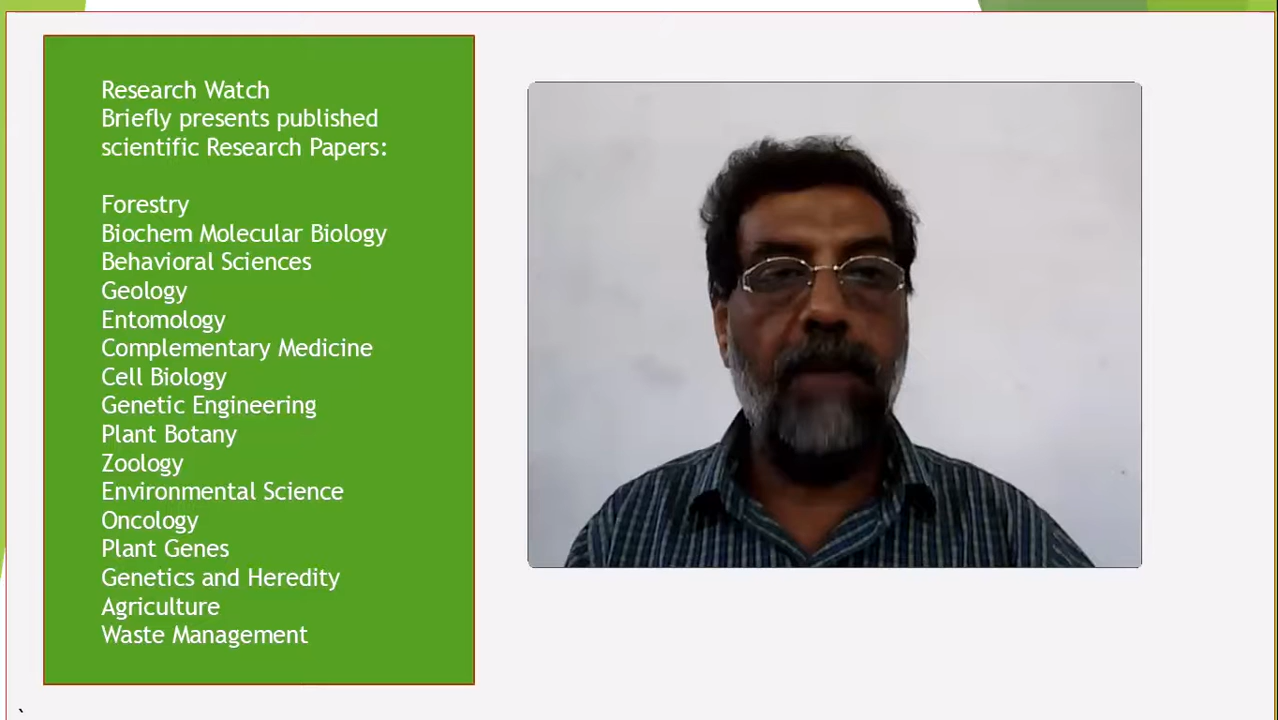 Research Watch
Briefly presents published
scientific Research Papers:
Forestry
Biochem Molecular Biology
Behavioral Sciences
Geology
Entomology
Complementary Medicine
Cell Biology
Genetic Engineering
Plant Botany
Zoology
Environmental Science
Oncology
Plant Genes
Genetics and Heredity
Agriculture
Waste Management
`